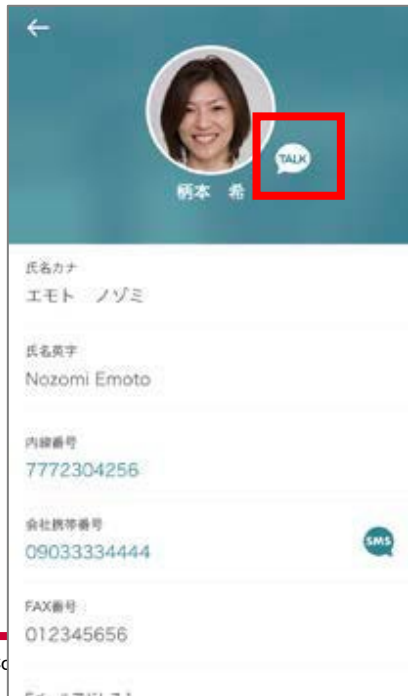 TALK
柄本 希
氏名カナ
エモト ノゾミ
氏名英字
Nozomi Emoto
内線番号
7772304256
会社携帯番号
09033334444
SMS
FAX番号
012345656